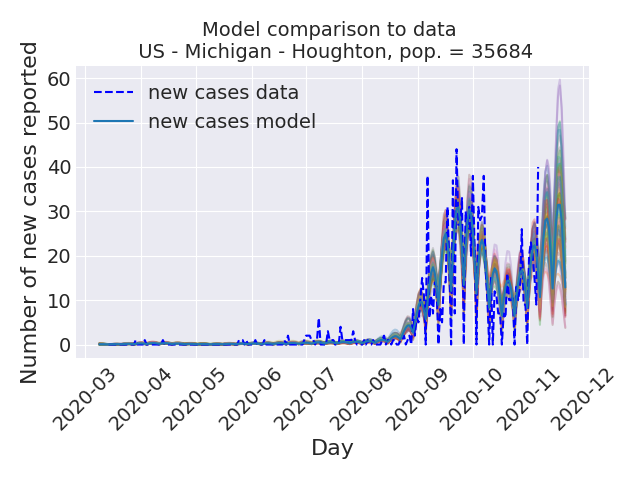 Model comparison to data
US - Michigan - Houghton, pop. = 35684
Number of new cases reported
60
50
40
30
20
10
0
new cases data
new cases model
2020-03
2020-04
2020-05
2020-06
2020-07
2020-08
2020-09
2020-10
2020-11
2020-12
Day